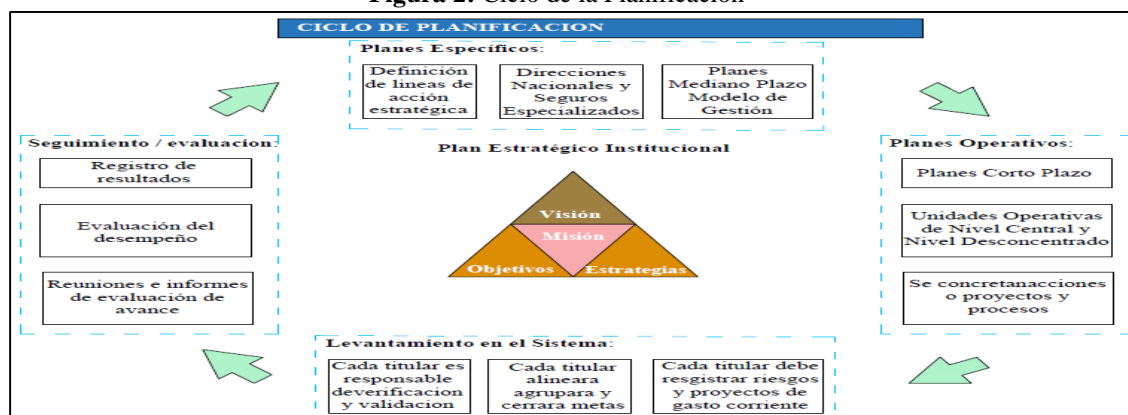 Figura 2: Ciclo de la Planificación
CICLO DE PLANIFICACION
Planes Específicos:
Definición
de lineas de
acción
estratégica
Direcciones
Nacionales y
Seguros
Especializados
Planes
Mediano Plazo
Modelo de
Gestión
Seguimiento / evaluacion:
Registro de
resultados
Evaluación del
desempeño
Reuniones e informes
de evaluación de
avance
Plan Estratégico Institucional
Visión
Misión
Objetivos
Estrategias
Planes Operativos:
Planes Corto Plazo
Unidades Operativas
de Nivel Central y
Nivel Desconcentrado
Se concretanacciones
o proyectos y
procesos
Levantamiento en el Sistema:
Cada titular es
responsable
deverificacion
y validacion
Cada titular
alineara
agrupara y
cerrara metas
Cada titular debe
resgistrar riesgos
y proyectos de
gasto corriente